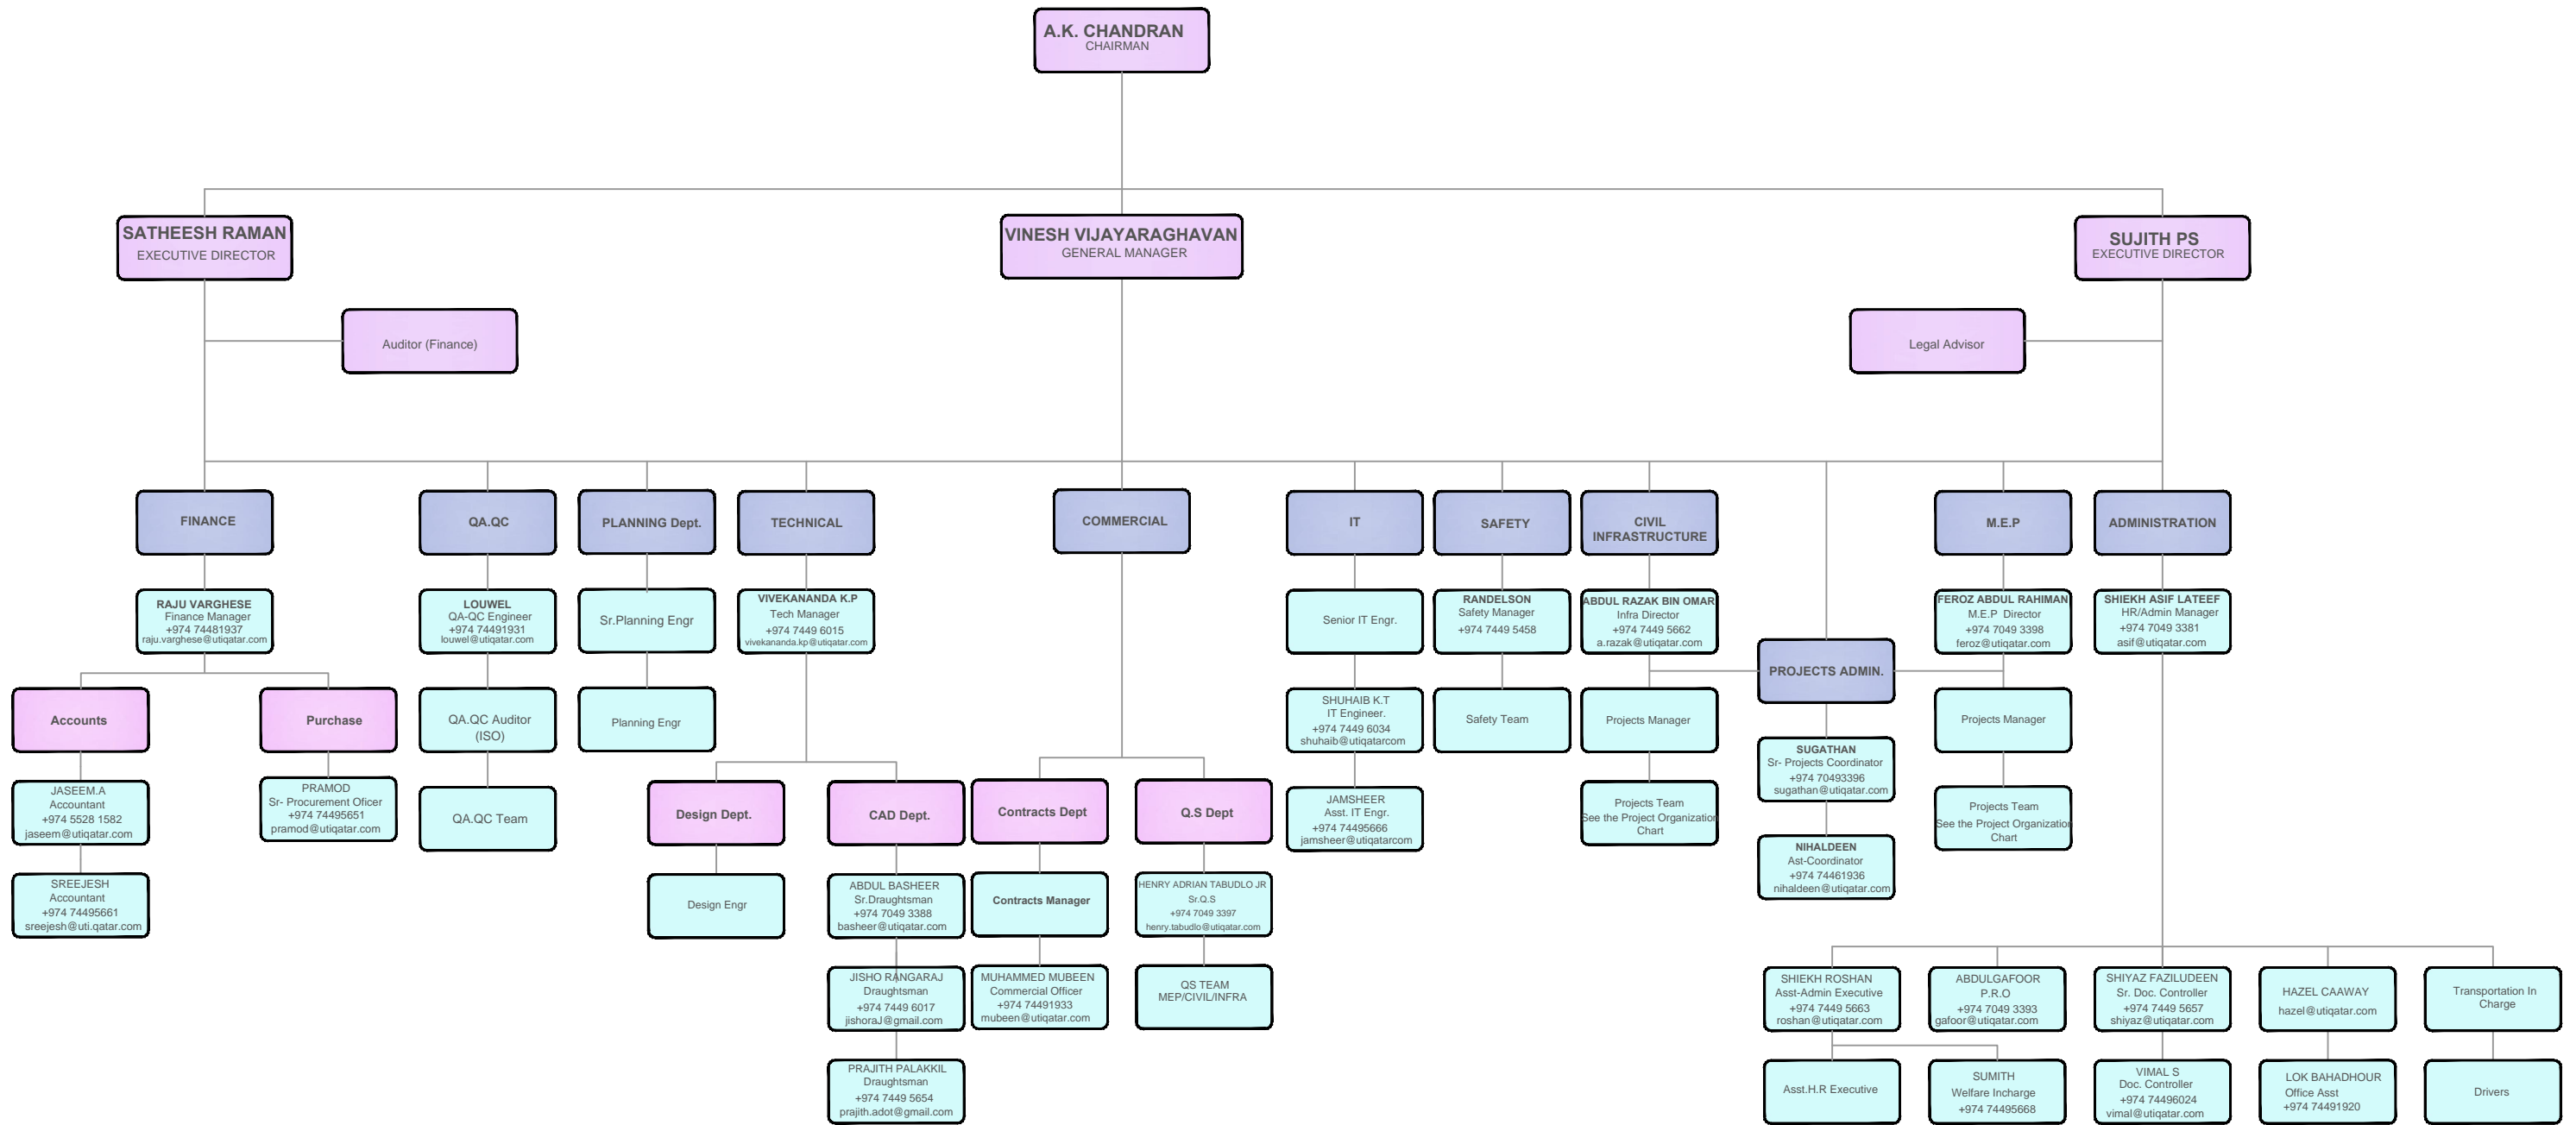 A.K. CHANDRAN
CHAIRMAN
SATHEESH RAMAN
EXECUTIVE DIRECTOR
VINESH VIJAYARAGHAVAN
GENERAL MANAGER
SUJITH PS
EXECUTIVE DIRECTOR
Auditor (Finance)
Legal Advisor
FINANCE
QA.QC
PLANNING Dept.
TECHNICAL
COMMERCIAL
IT
SAFETY
CIVIL
INFRASTRUCTURE
M.E.P
ADMINISTRATION
RAJU VARGHESE
Finance Manager
+974 74481937
raju.varghese@utiqatar.com
LOUWEL
QA-QC Engineer
+974 74491931
louwel@utiqatar.com
Sr.Planning Engr
VIVEKANANDA K.P
Tech Manager
+974 7449 6015
vivekananda.kp@utiqatar.com
Senior IT Engr.
RANDELSON
Safety Manager
+974 7449 5458
ABDUL RAZAK BIN OMAR
Infra Director
+974 7449 5662
a.razak@utiqatar.com
FEROZ ABDUL RAHIMAN
M.E.P Director
+974 7049 3398
feroz@utiqatar.com
SHIEKH ASIF LATEEF
HR/Admin Manager
+974 7049 3381
asif@utiqatar.com
PROJECTS ADMIN.
Accounts
Purchase
QA.QC Auditor
(ISO)
Planning Engr
SHUHAIB K.T
IT Engineer.
+974 7449 6034
shuhaib@utiqatarcom
Safety Team
Projects Manager
SUGATHAN
Sr- Projects Coordinator
+974 70493396
sugathan@utiqatar.com
Projects Manager
JASEEM.A
Accountant
+974 5528 1582
jaseem@utiqatar.com
PRAMOD
Sr- Procurement Oficer
+974 74495651
pramod@utiqatar.com
QA.QC Team
Design Dept.
CAD Dept.
Contracts Dept
Q.S Dept
JAMSHEER
Asst. IT Engr.
+974 74495666
jamsheer@utiqatarcom
Projects Team
See the Project Organization
Chart
NIHALDEEN
Ast-Coordinator
+974 74461936
nihaldeen@utiqatar.com
Projects Team
See the Project Organization
Chart
SREEJESH
Accountant
+974 74495661
sreejesh@uti.qatar.com
Design Engr
ABDUL BASHEER
Sr.Draughtsman
+974 7049 3388
basheer@utiqatar.com
Contracts Manager
HENRY ADRIAN TABUDLO JR
Sr.Q.S
+974 7049 3397
henry.tabudlo@utiqatar.com
JISHO RANGARAJ
Draughtsman
+974 7449 6017
jishoraJ@gmail.com
MUHAMMED MUBEEN
Commercial Officer
+974 74491933
mubeen@utiqatar.com
QS TEAM
MEP/CIVIL/INFRA
SHIEKH ROSHAN
Asst-Admin Executive
+974 7449 5663
roshan@utiqatar.com
ABDULGAFOOR
P.R.O
+974 7049 3393
gafoor@utiqatar.com
SHIYAZ FAZILUDEEN
Sr. Doc. Controller
+974 7449 5657
shiyaz@utiqatar.com
HAZEL CAAWAY
hazel@utiqatar.com
Transportation In
Charge
PRAJITH PALAKKIL
Draughtsman
+974 7449 5654
prajith.adot@gmail.com
Asst.H.R Executive
SUMITH
Welfare Incharge
+974 74495668
VIMAL S
Doc. Controller
+974 74496024
vimal@utiqatar.com
LOK BAHADHOUR
Office Asst
+974 74491920
Drivers